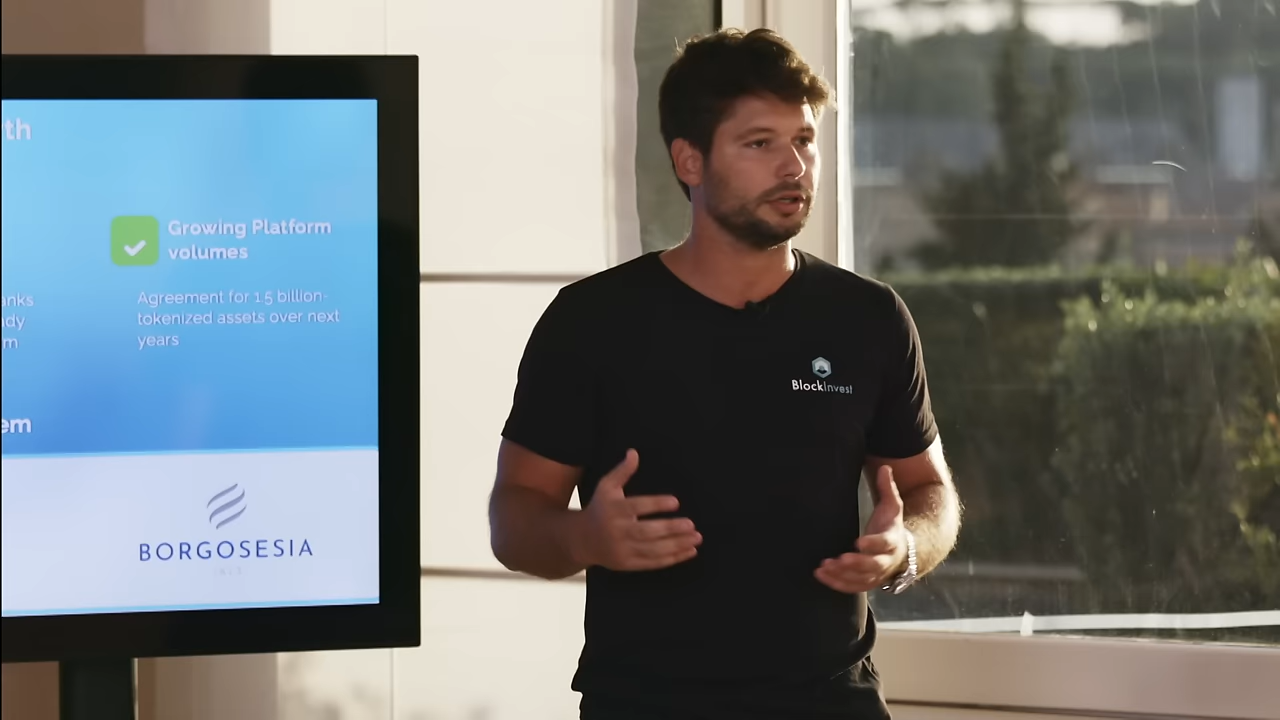 th
Growing Platform
volumes
anks
dy
m
Agreement for 1.5 billion-
tokenized assets over next
years
em
BORGOSESIA
BlockInvest